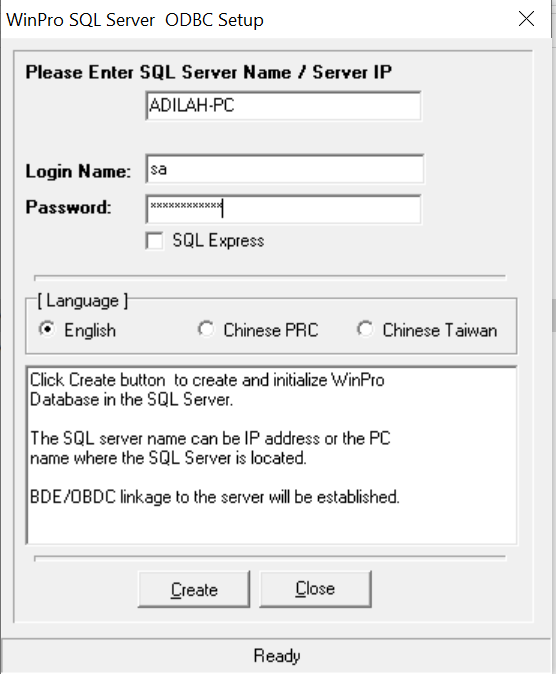 WinPro SQL Server  ODBC Setup
Please Enter SQL Server Name / Server IP
ADILAH-PC
Login Name: sa
Password: ************
SQL Express
[ Language ]
English Chinese PRC Chinese Taiwan
Click Create button  to create and initialize WinPro
Database in the SQL Server.
The SQL server name can be IP address or the PC
name where the SQL Server is located.
BDE/OBDC linkage to the server will be established.
Create Close
Ready